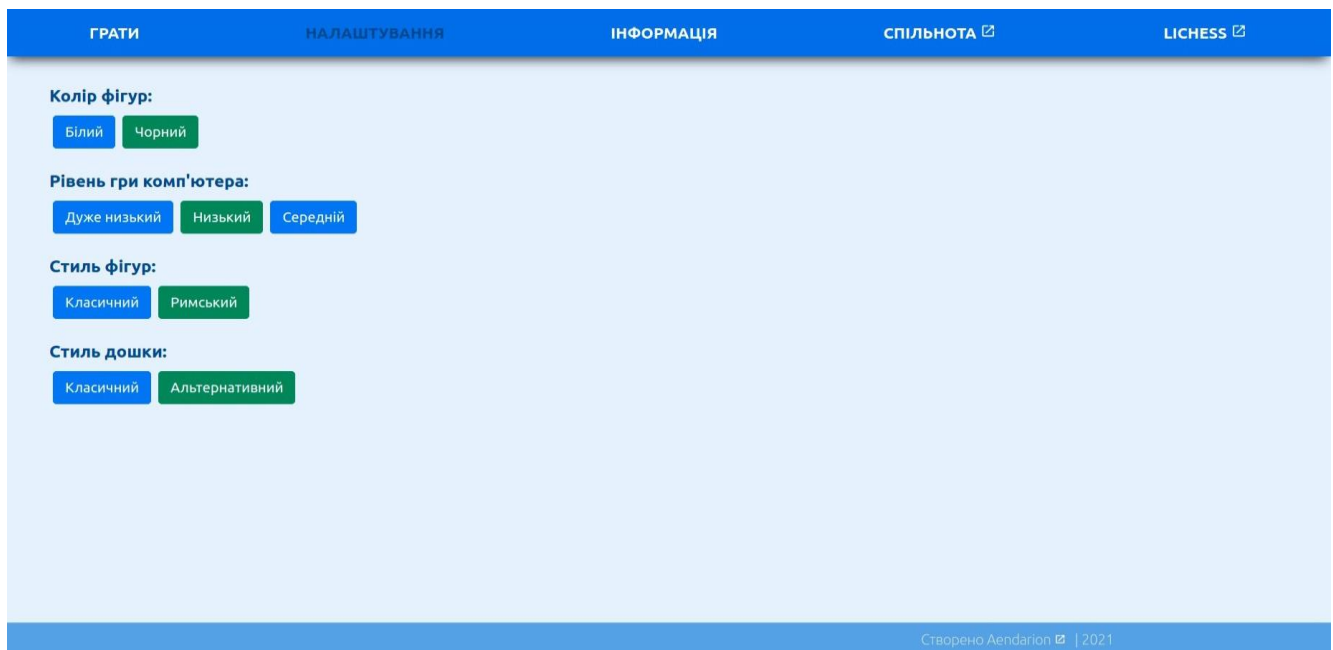 ГРАТИ НАЛАШТУВАННЯ ІНФОРМАЦІЯ СПІЛЬНОТА LICHESS
Колір фігур:
Білий Чорний
Рівень гри комп'ютера:
Дуже низький Низький Середній
Стиль фігур:
Класичний Римський
Стиль дошки:
Класичний Альтернативний
Створено Aendarion | 2021